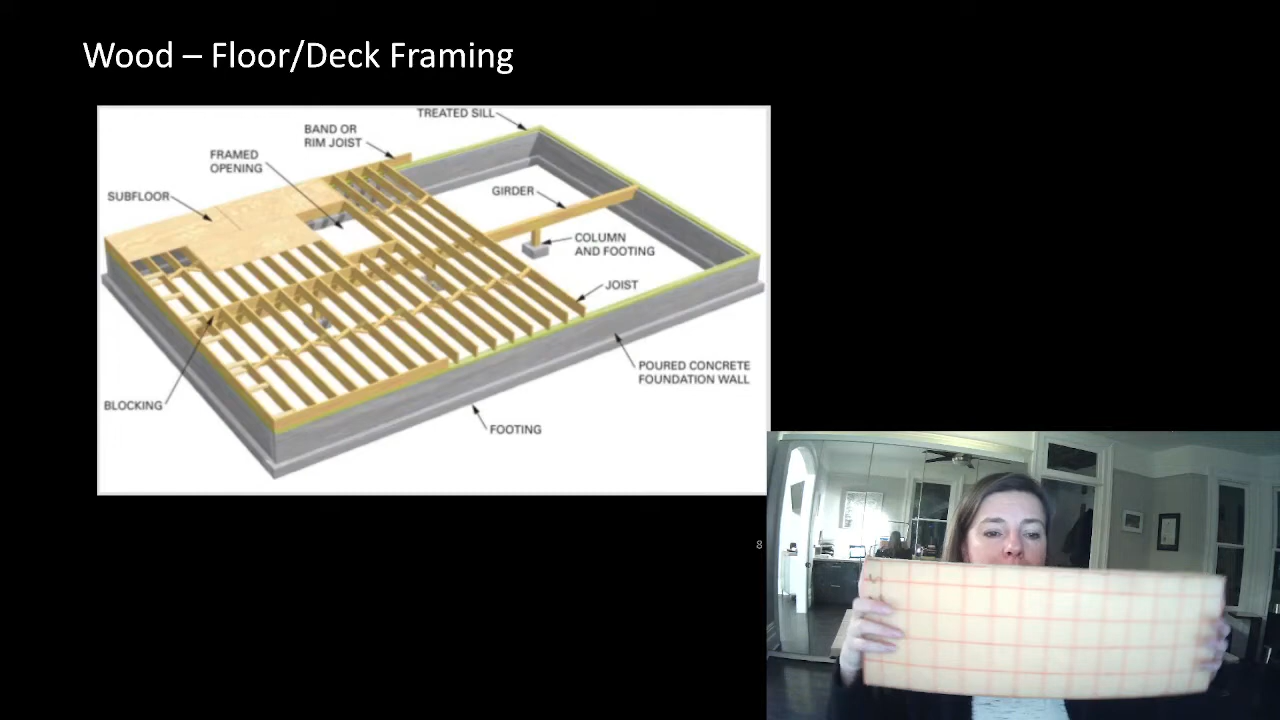 Wood – Floor/Deck Framing
TREATED SILL
BAND OR
RIM JOIST
FRAMED
OPENING
SUBFLOOR
GIRDER
COLUMN
AND FOOTING
JOIST
POURED CONCRETE
FOUNDATION WALL
BLOCKING
FOOTING
8